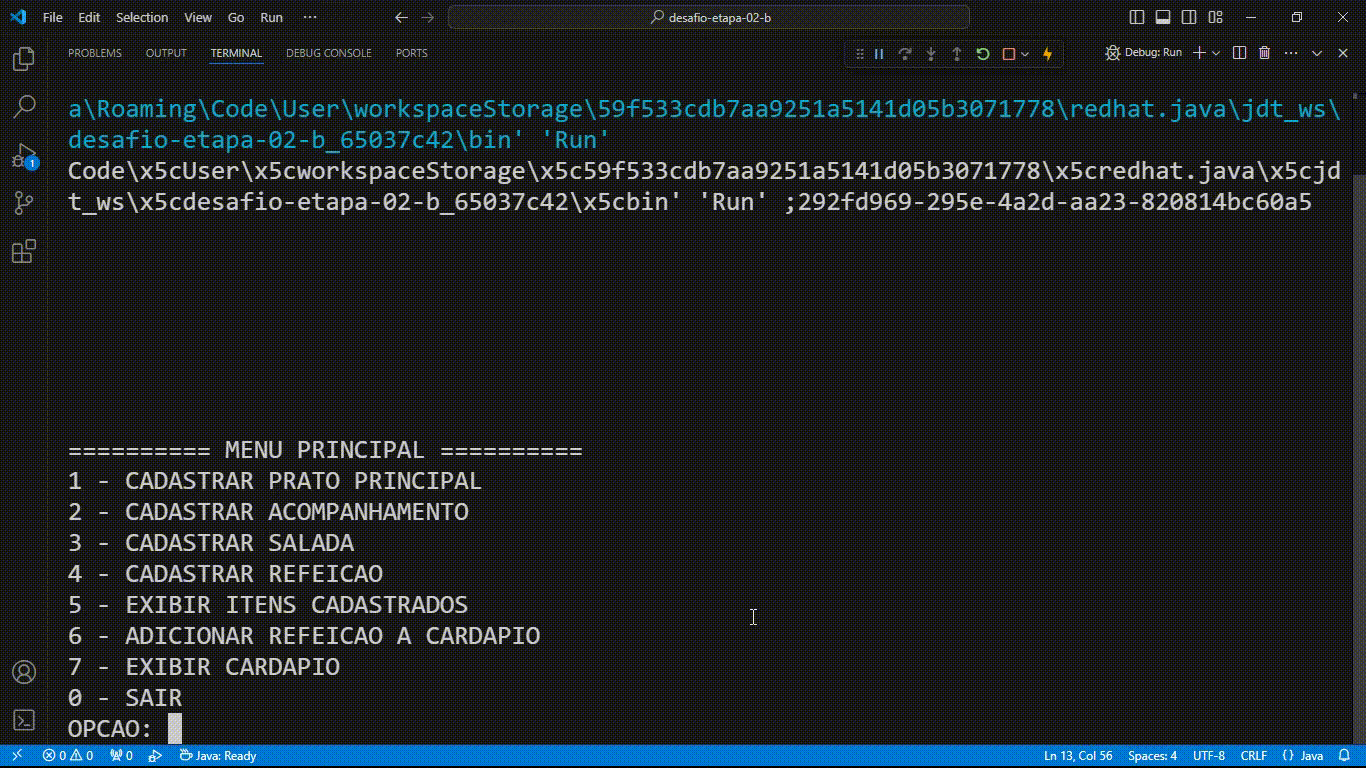 File Edit Selection View Go Run ··· desafio-etapa-02-b
PROBLEMS OUTPUT TERMINAL DEBUG CONSOLE PORTS Debug: Run
a\Roaming\Code\User\workspaceStorage\59f533cdb7aa9251a5141d05b3071778\redhat.java\jdt_ws\
desafio-etapa-02-b_65037c42\bin' 'Run'
Code\x5cUser\x5cworkspaceStorage\x5c59f533cdb7aa9251a5141d05b3071778\x5credhat.java\x5cjd
t_ws\x5cdesafio-etapa-02-b_65037c42\x5cbin' 'Run' ;292fd969-295e-4a2d-aa23-820814bc60a5
1
========== MENU PRINCIPAL ==========
1 - CADASTRAR PRATO PRINCIPAL
2 - CADASTRAR ACOMPANHAMENTO
3 - CADASTRAR SALADA
4 - CADASTRAR REFEICAO
5 - EXIBIR ITENS CADASTRADOS
6 - ADICIONAR REFEICAO A CARDAPIO
7 - EXIBIR CARDAPIO
0 - SAIR
OPCAO:
0 0 0 Java: Ready Ln 13, Col 56 Spaces: 4 UTF-8 CRLF {} Java